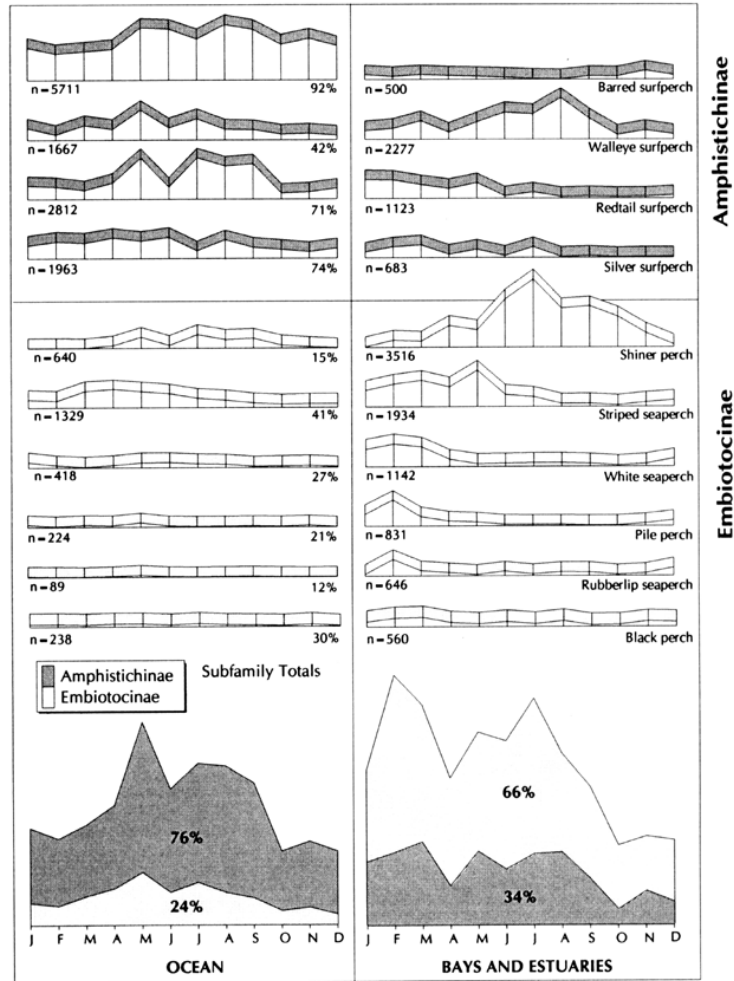 n=5711 92%
n=500 Barred surfperch
n=1667 42%
n=2277 Walleye surfperch
n=2812 71%
n=1123 Redtail surfperch
n=1963 74%
n=683 Silver surfperch
Amphistichinae
n=640 15%
n=3516 Shiner perch
n=1329 41%
n=1934 Striped seaperch
n=418 27%
n=1142 White seaperch
n=224 21%
n=831 Pile perch
n=89 12%
n=646 Rubberlip seaperch
n=238 30%
n=560 Black perch
Embiotocinae
Amphistichinae
Embiotocinae
Subfamily Totals
76%
24%
J F M A M J J A S O N D
OCEAN
66%
34%
J F M A M J J A S O N D
BAYS AND ESTUARIES